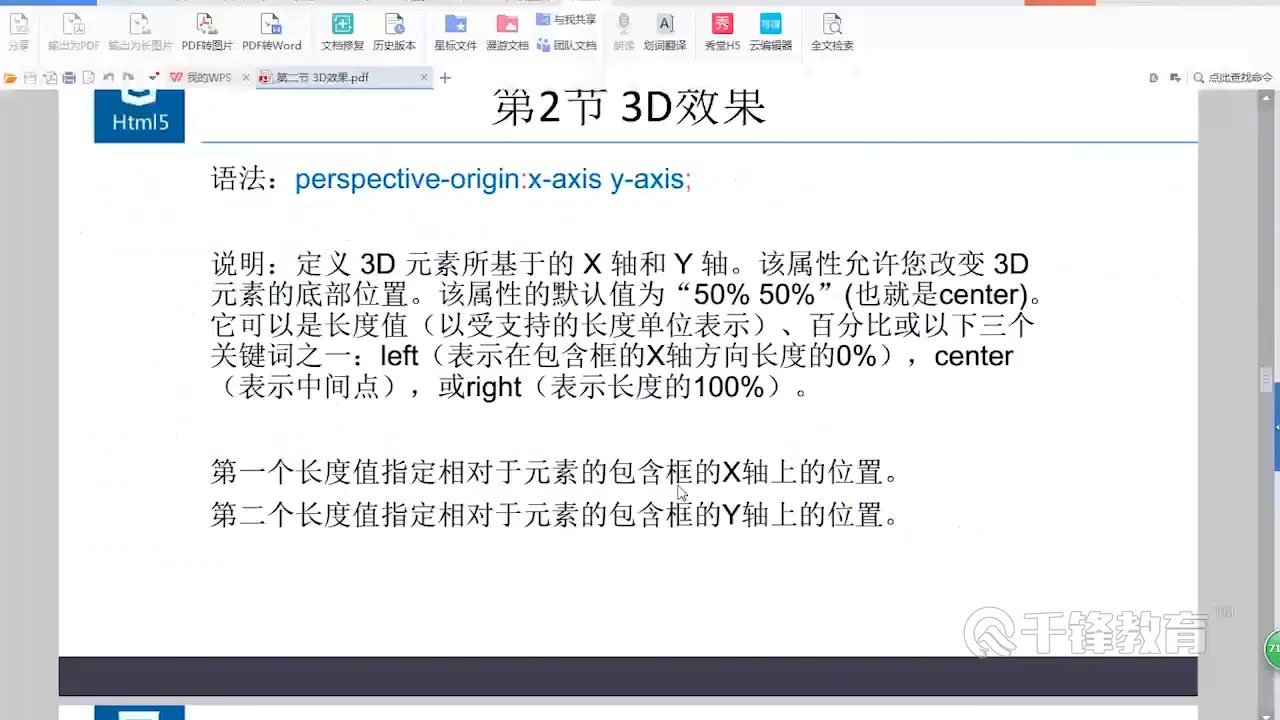 分享 输出为PDF 输出为长图片 PDF转图片 PDF转Word 文档修复 历史版本 星标文件 漫游文档 与我共享 团队文档 朗读 划词翻译 秀堂H5 云编辑器 全文检索
我的WPS 第二节 3D效果.pdf 点此查找命令
Html5
第2节 3D效果
语法：perspective-origin:x-axis y-axis;
说明：定义 3D 元素所基于的 X 轴和 Y 轴。该属性允许您改变 3D
元素的底部位置。该属性的默认值为“50% 50%”(也就是center)。
它可以是长度值（以受支持的长度单位表示）、百分比或以下三个
关键词之一：left（表示在包含框的X轴方向长度的0%），center
（表示中间点），或right（表示长度的100%）。
第一个长度值指定相对于元素的包含框的X轴上的位置。
第二个长度值指定相对于元素的包含框的Y轴上的位置。
千锋教育
71